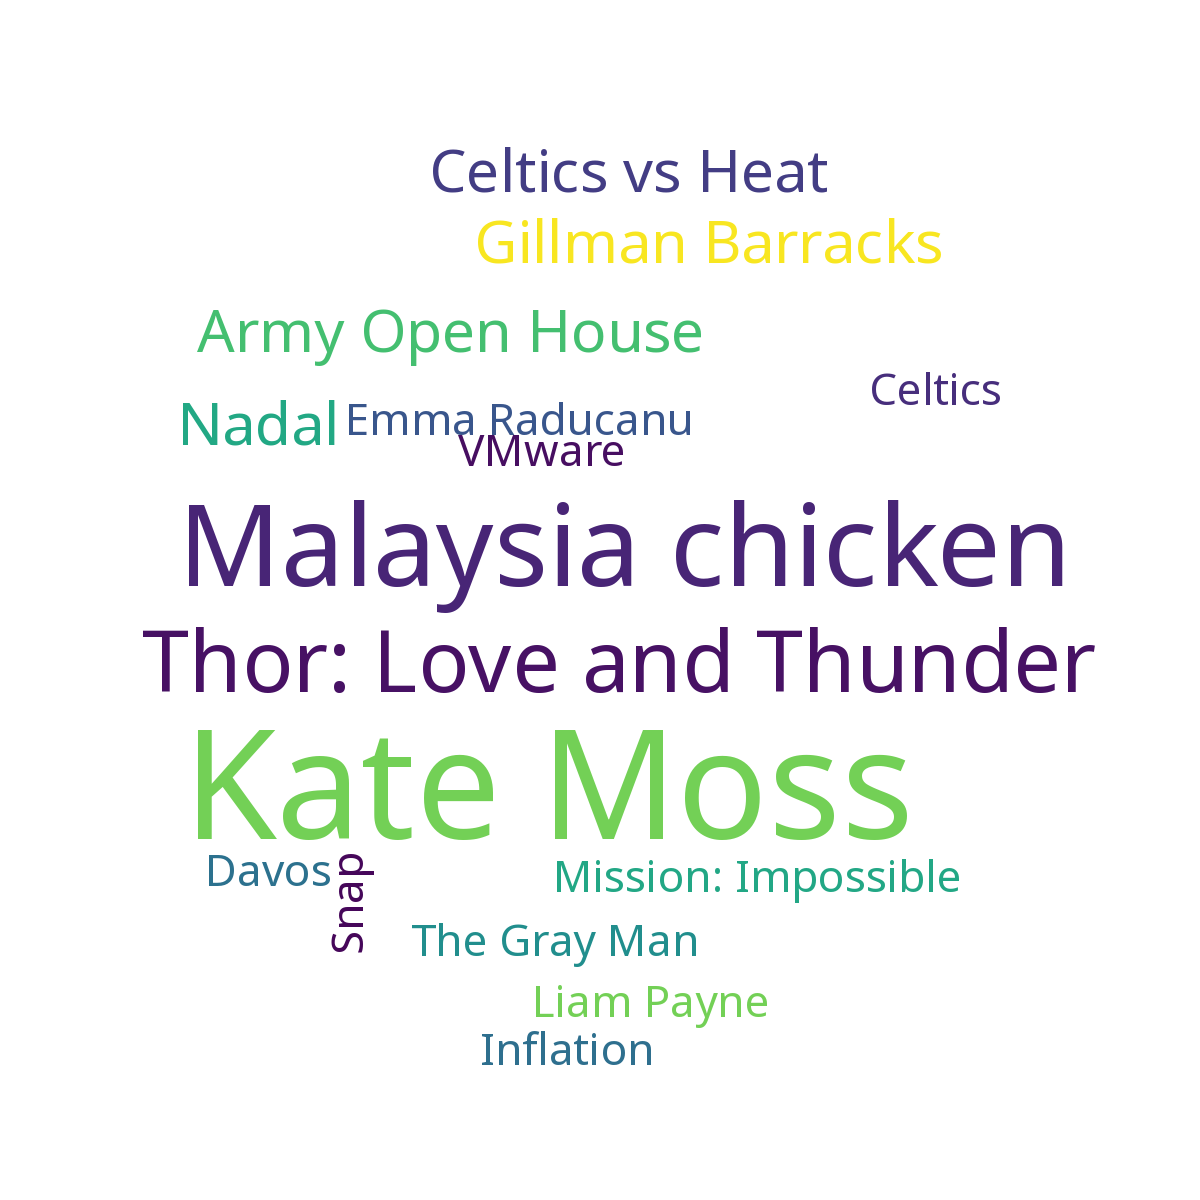 Celtics vs Heat
Gillman Barracks
Army Open House
Celtics
Nadal
Emma Raducanu
VMware
Malaysia chicken
Thor: Love and Thunder
Kate Moss
Davos
Snap
Mission: Impossible
The Gray Man
Liam Payne
Inflation